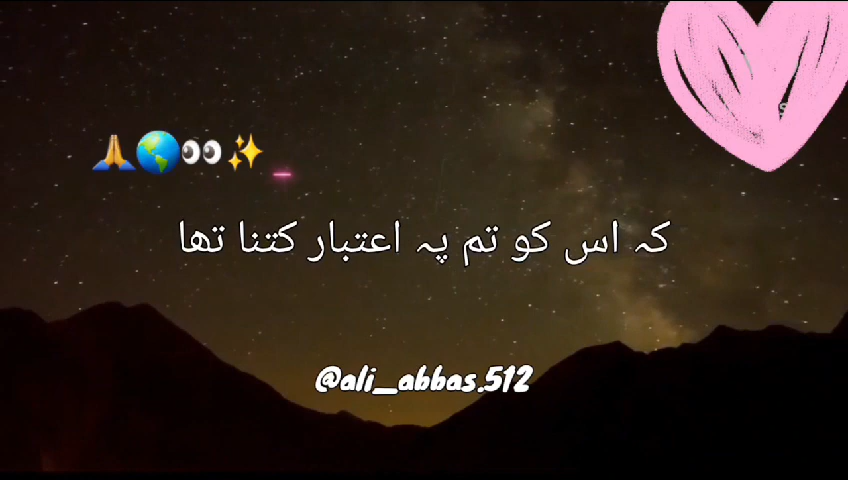 🙏🌎👀✨_
کہ اس کو تم پہ اعتبار کتنا تھا
@ali_abbas.512